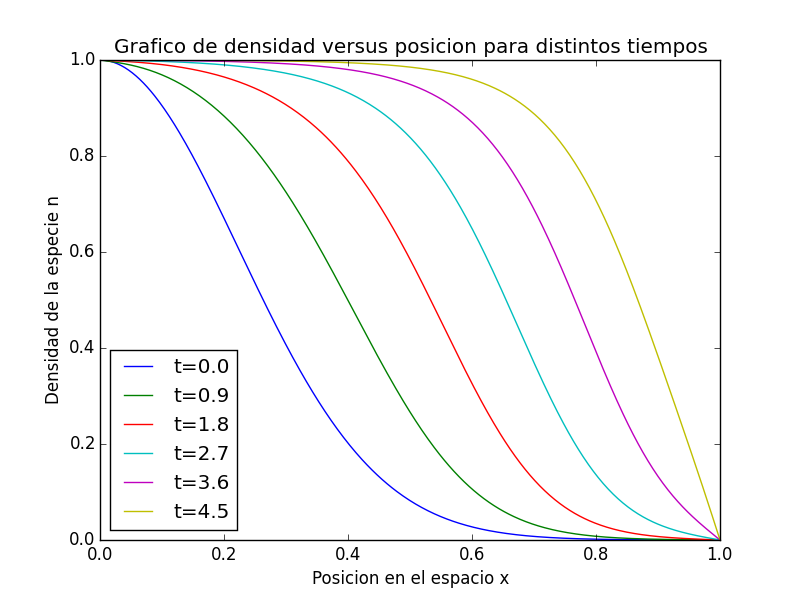 Grafico de densidad versus posicion para distintos tiempos
1.0
0.8
0.6
0.4
0.2
0.0
Densidad de la especie n
t=0.0
t=0.9
t=1.8
t=2.7
t=3.6
t=4.5
0.0 0.2 0.4 0.6 0.8 1.0
Posicion en el espacio x